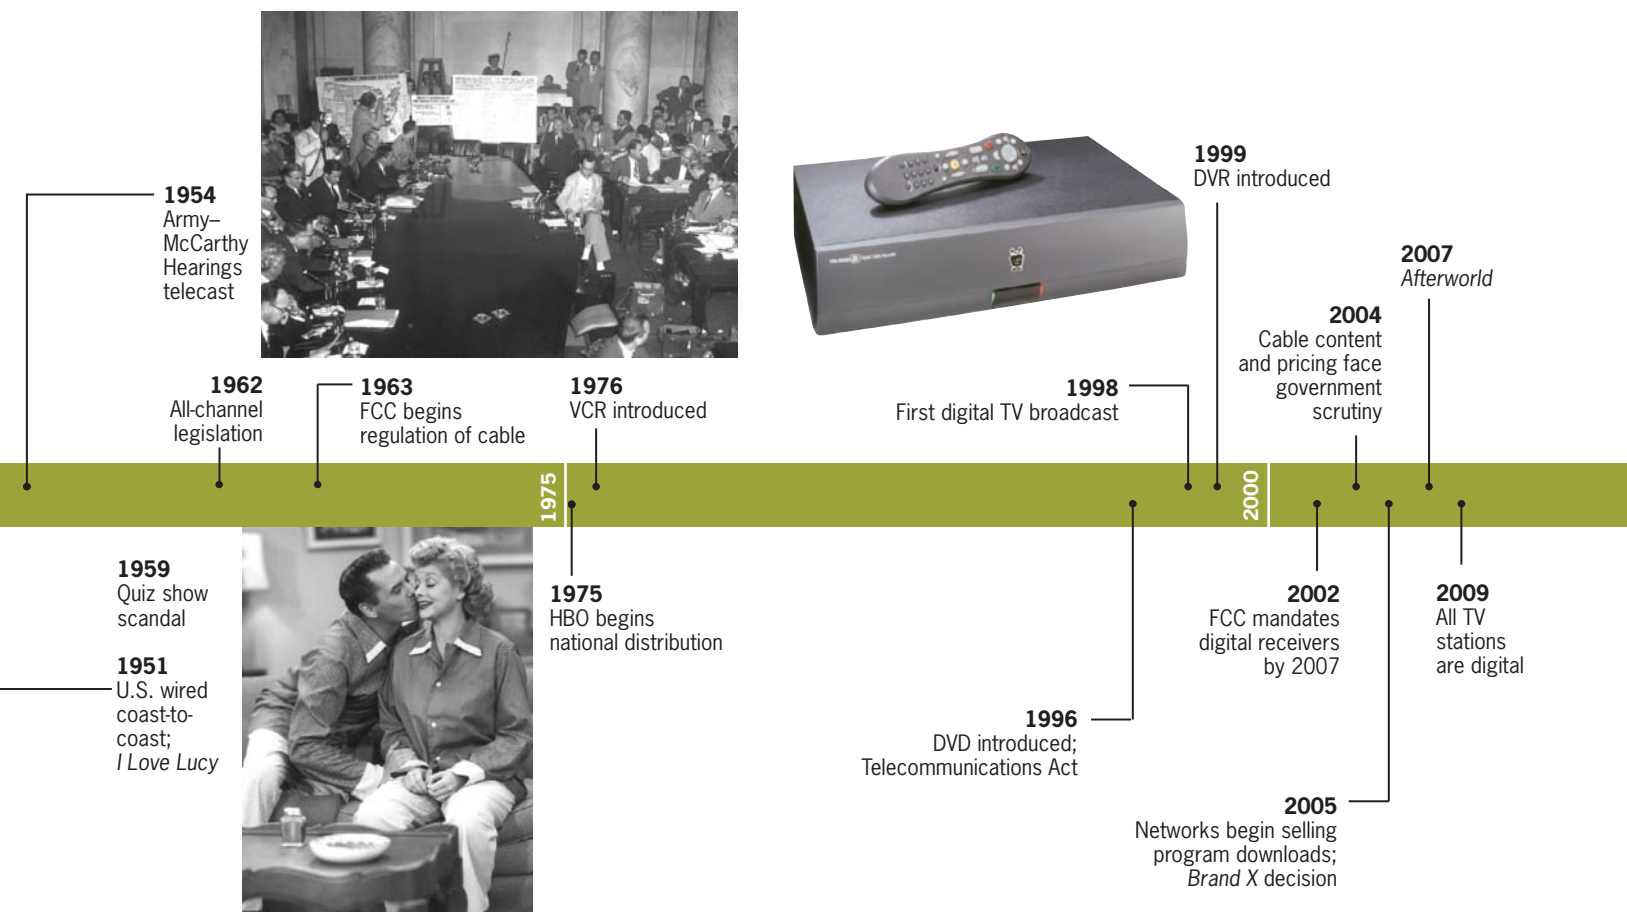 1954
Army–
McCarthy
Hearings
telecast
1962
All-channel
legislation
1963
FCC begins
regulation of cable
1976
VCR introduced
1998
First digital TV broadcast
1999
DVR introduced
2004
Cable content
and pricing face
government
scrutiny
2007
Afterworld
1975
2000
1959
Quiz show
scandal
1951
U.S. wired
coast-to-
coast;
I Love Lucy
1975
HBO begins
national distribution
1996
DVD introduced;
Telecommunications Act
2002
FCC mandates
digital receivers
by 2007
2005
Networks begin selling
program downloads;
Brand X decision
2009
All TV
stations
are digital